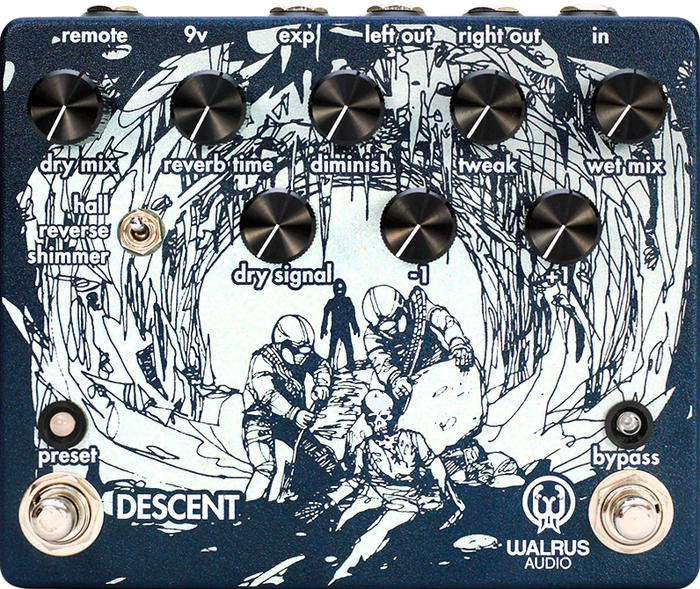 remote 9v exp left out right out in
dry mix reverb time diminish tweak wet mix
hall
reverse
shimmer
dry signal -1 +1
preset bypass
DESCENT
WALRUS
AUDIO